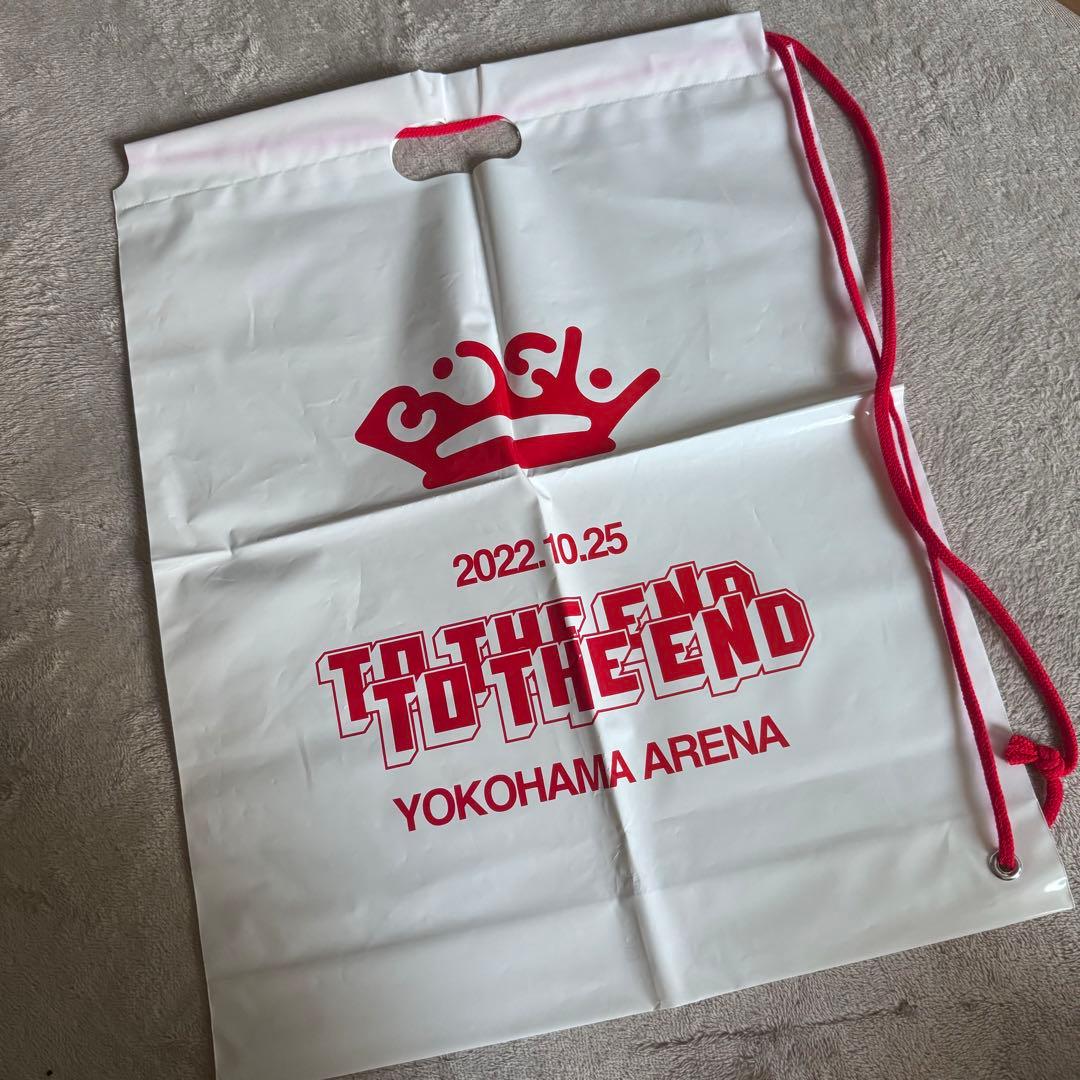 2022.10.25
TO THE END
TO THE END
YOKOHAMA ARENA